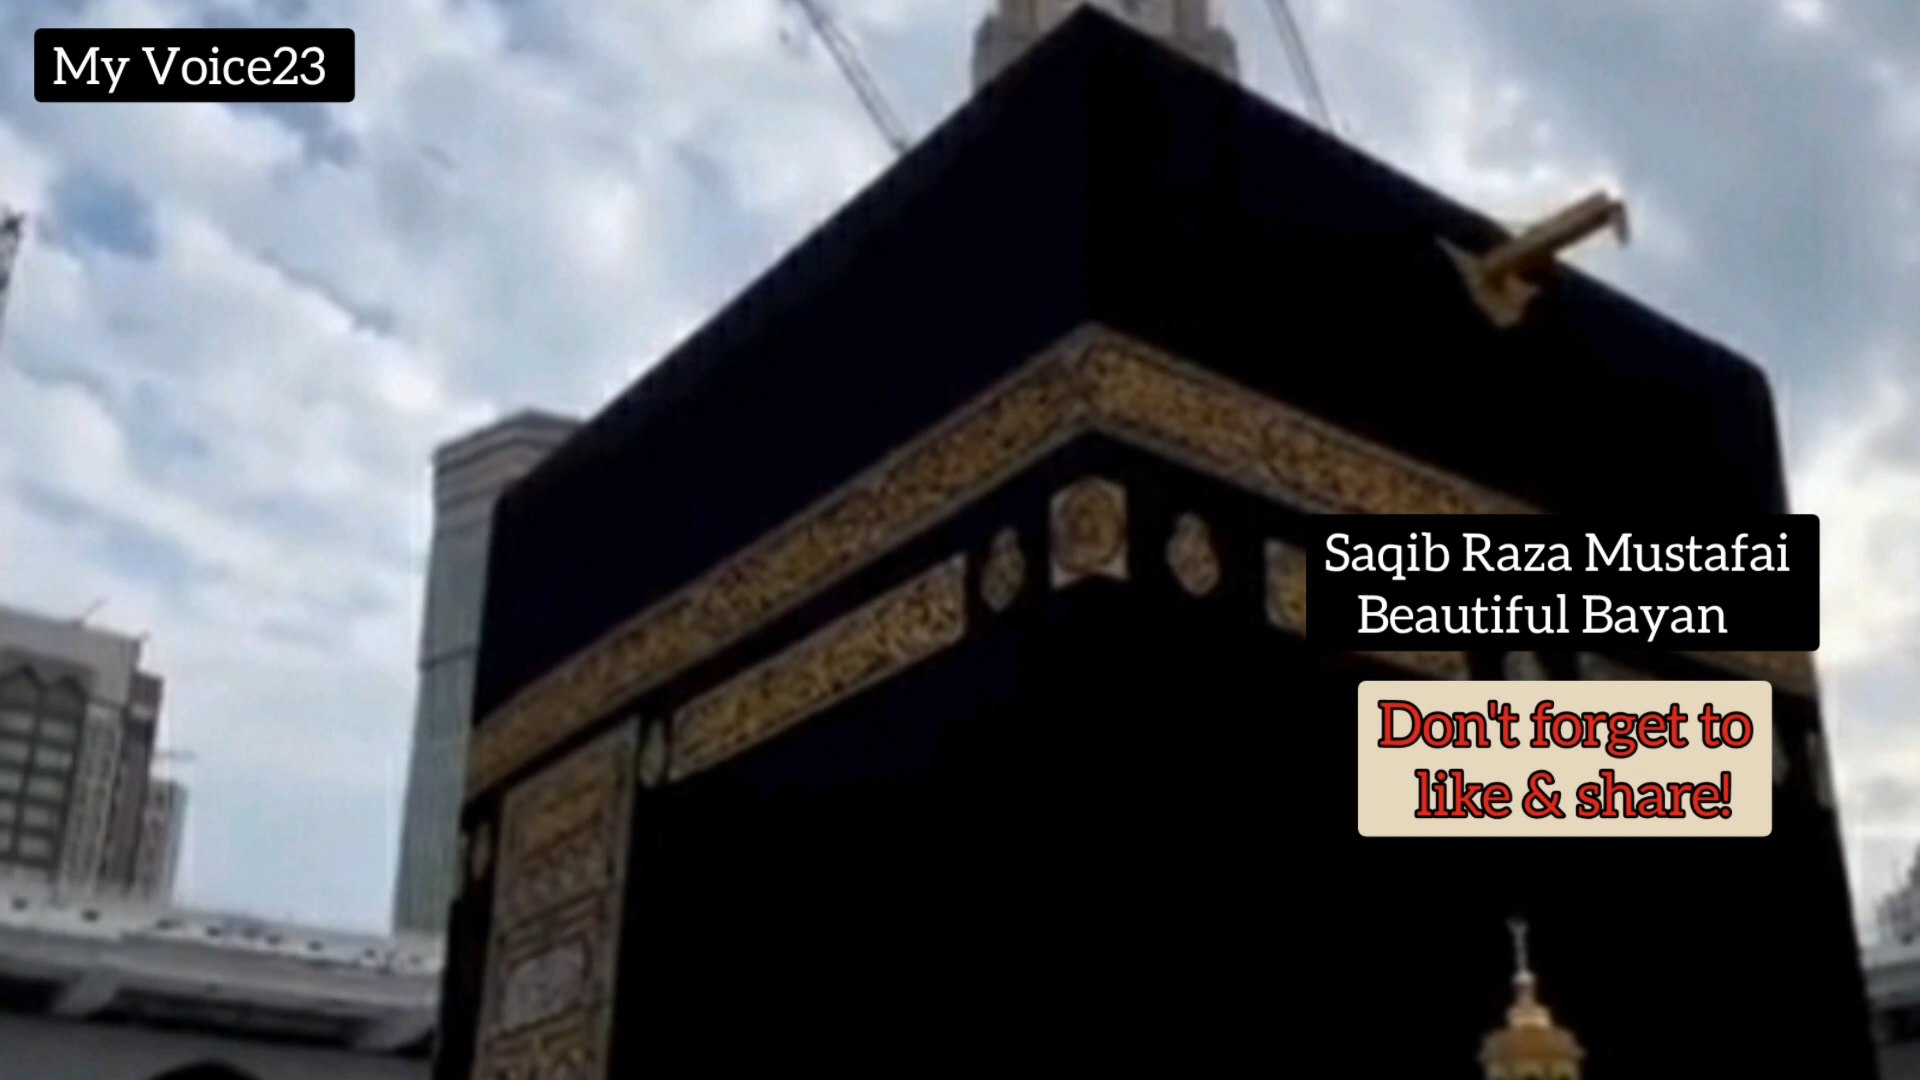 My Voice23
Saqib Raza Mustafai
Beautiful Bayan
Don't forget to
like & share!